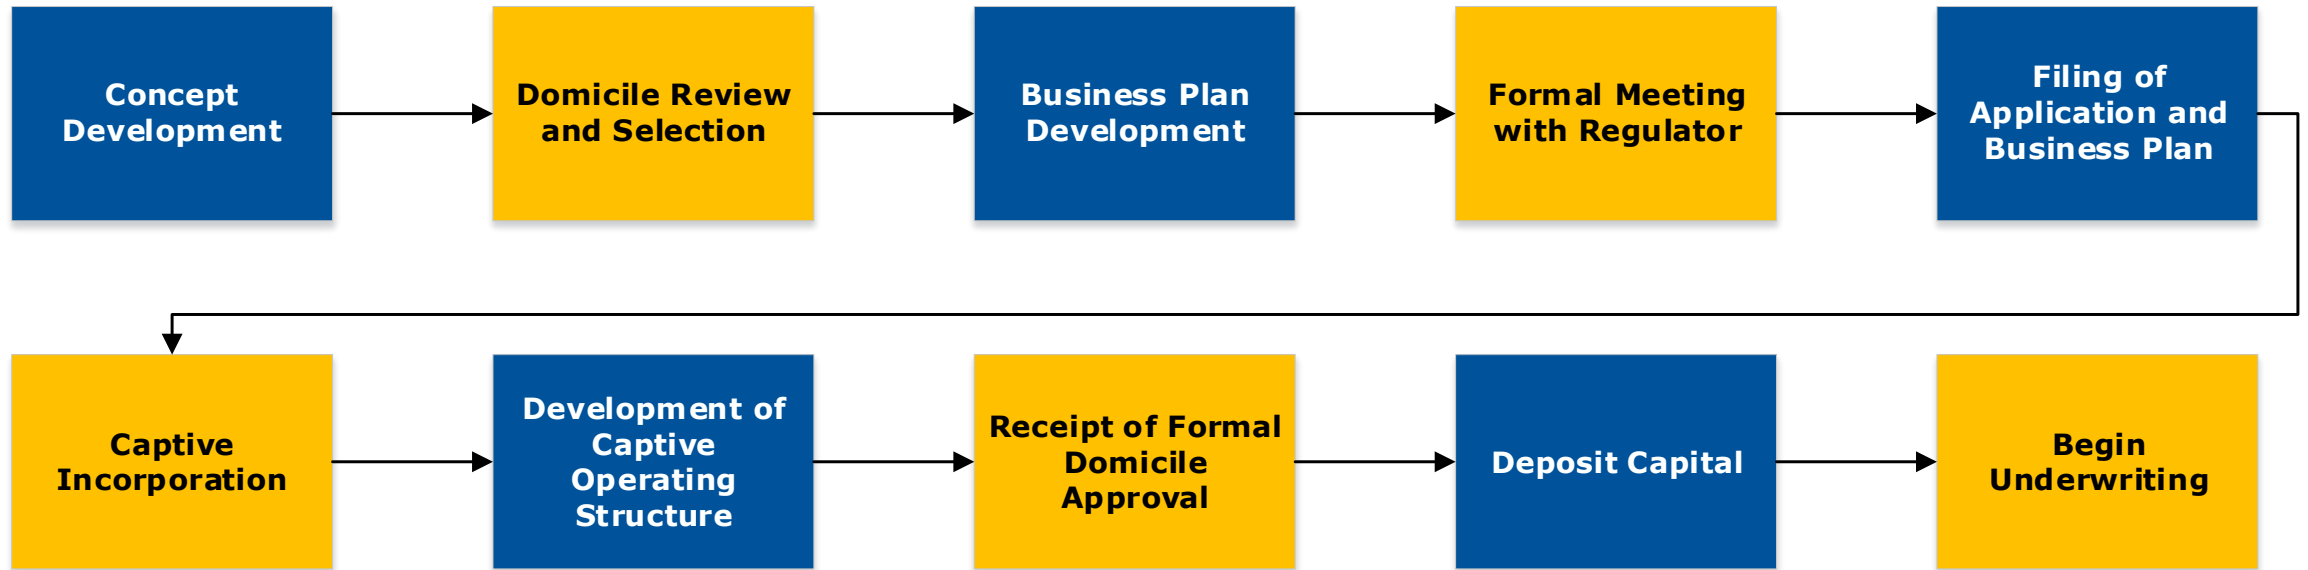 Concept
Development
Domicile Review
and Selection
Business Plan
Development
Formal Meeting
with Regulator
Filing of
Application and
Business Plan
Captive
Incorporation
Development of
Captive
Operating
Structure
Receipt of Formal
Domicile
Approval
Deposit Capital
Begin
Underwriting